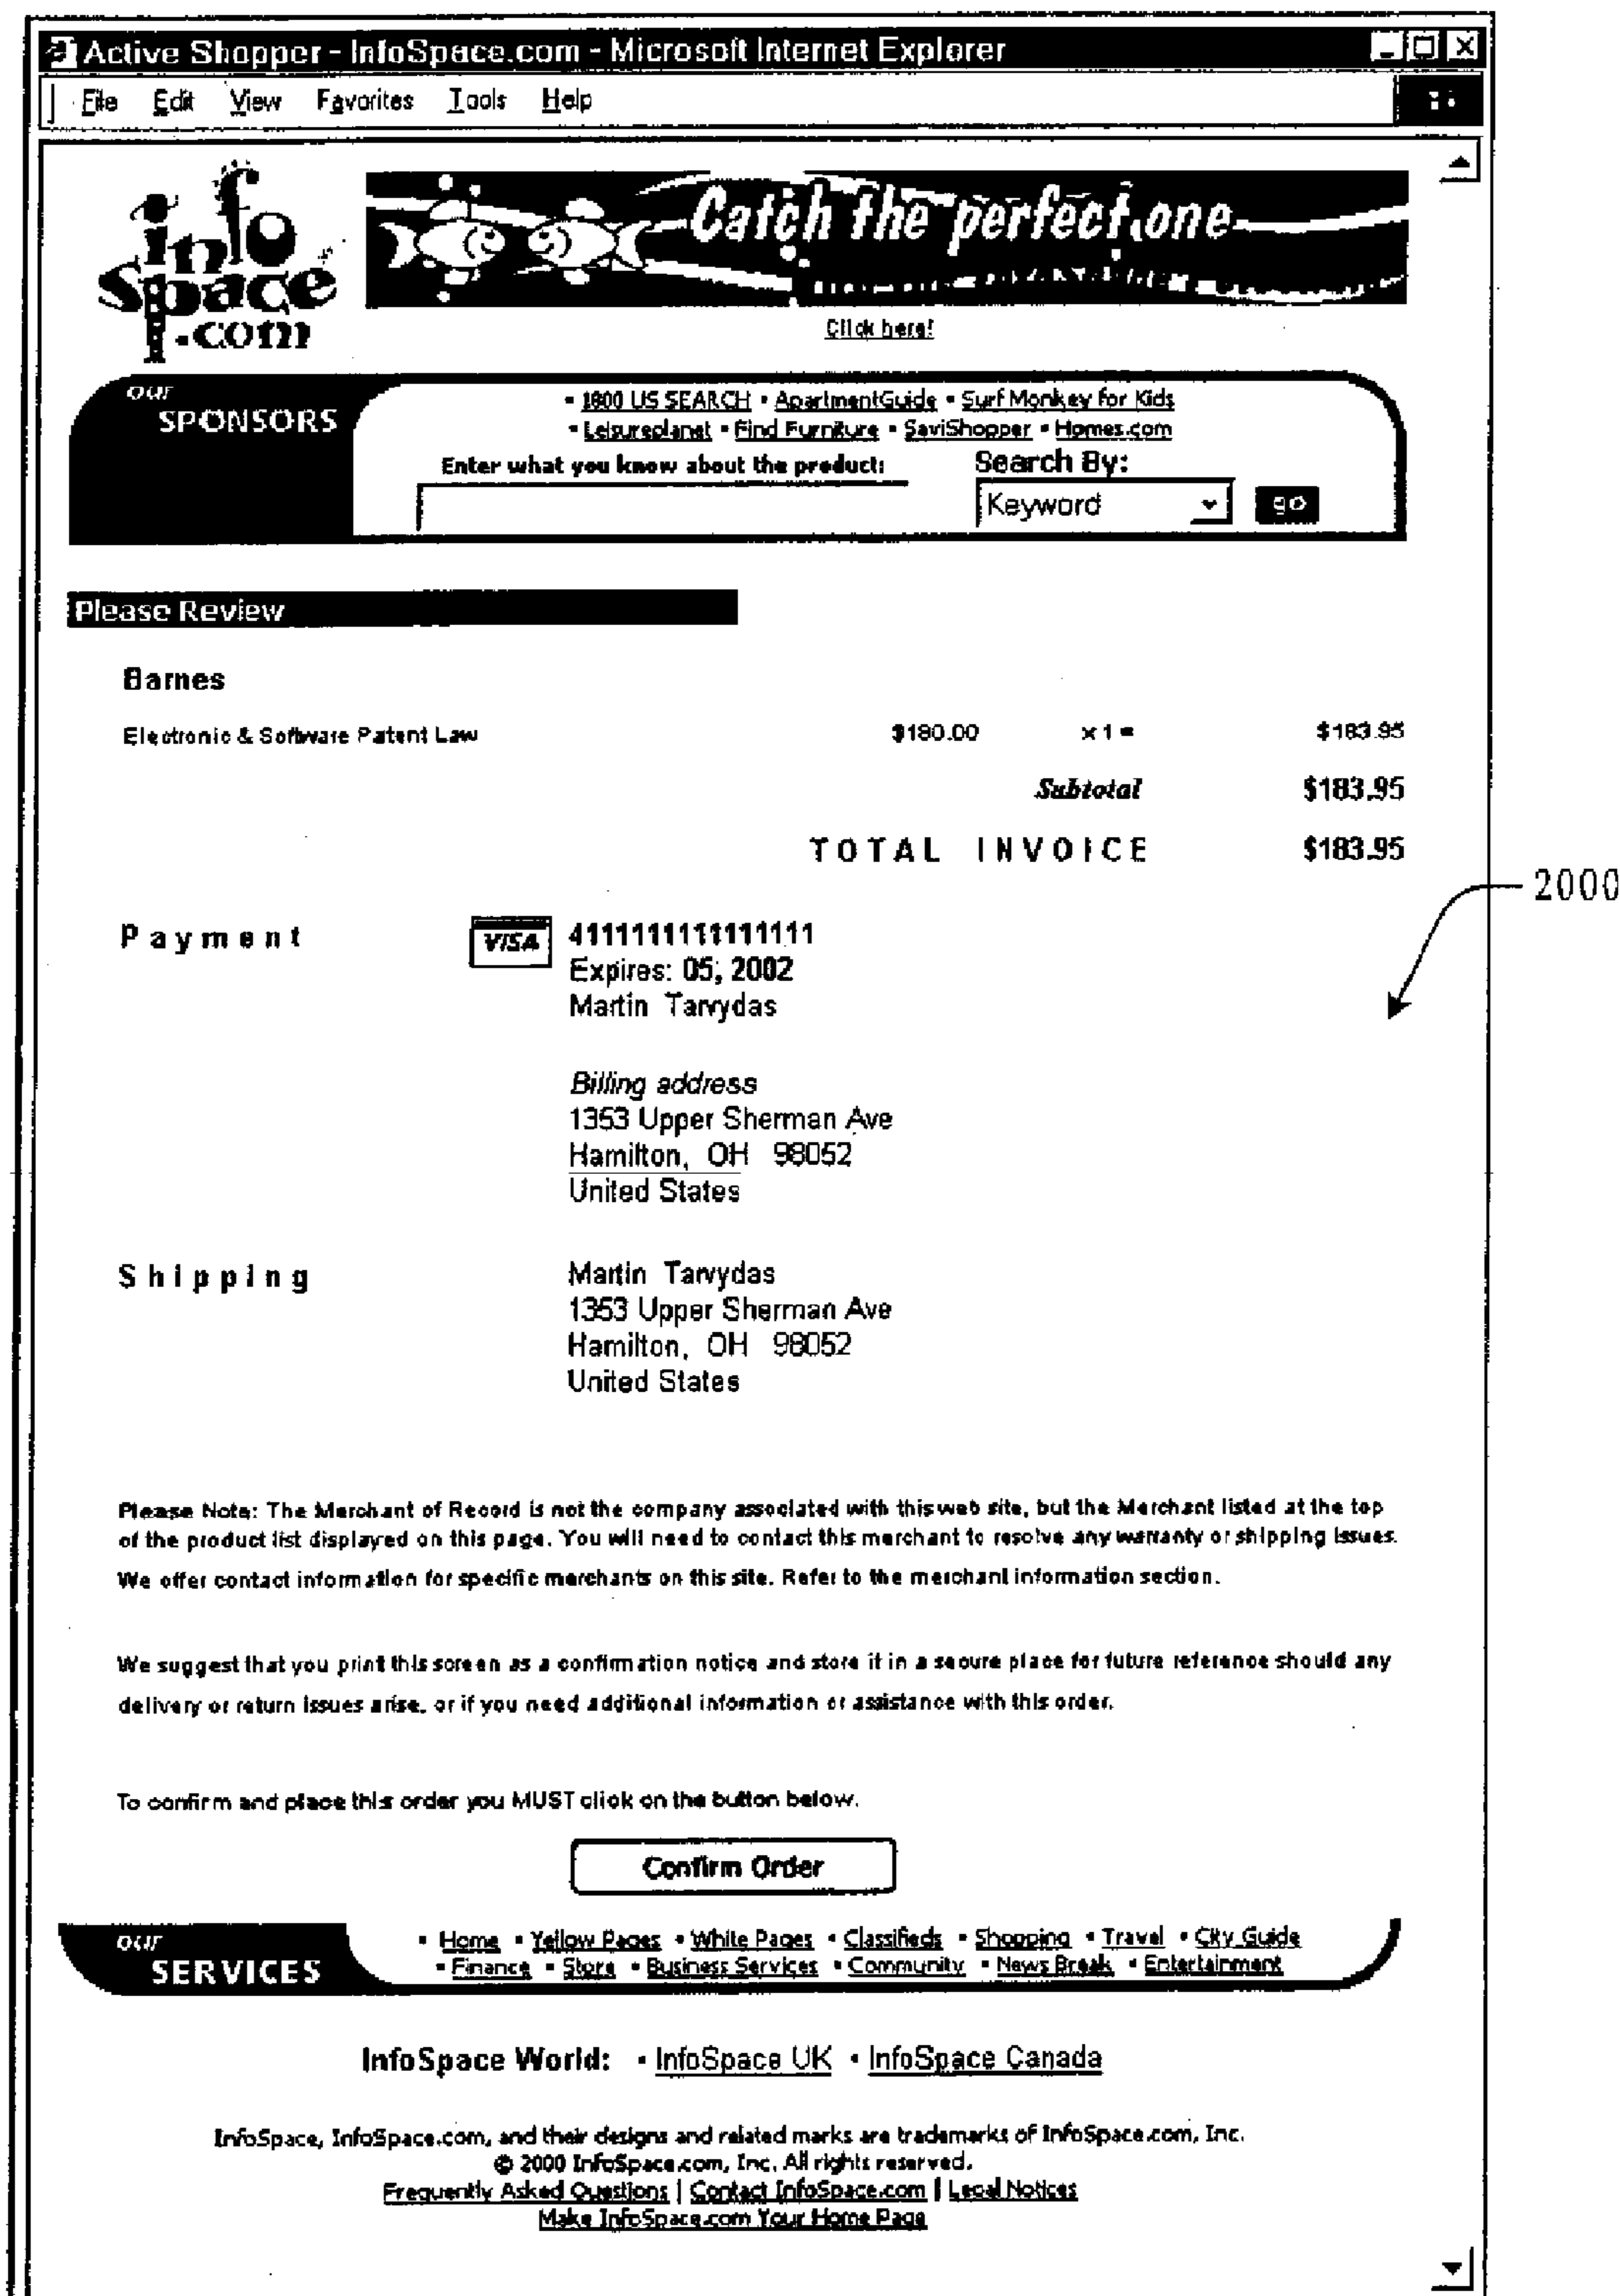 Active Shopper - InfoSpace.com - Microsoft Internet Explorer
File Edit View Favorites Tools Help
info
space
.com
Catch the perfect one
Click here!
our
SPONSORS
▪ 1800 US SEARCH ▪ ApartmentGuide ▪ Surf Monkey for Kids
▪ Leisureplanet ▪ Find Furniture ▪ SaviShopper ▪ Homes.com
Enter what you know about the product: Search By:
Keyword go
Please Review
Barnes
Electronic & Software Patent Law $180.00 x 1 = $183.95
Subtotal $183.95
TOTAL INVOICE $183.95
2000
Payment VISA 4111111111111111
Expires: 05, 2002
Martin Tarvydas
Billing address
1353 Upper Sherman Ave
Hamilton, OH 98052
United States
Shipping Martin Tarvydas
1353 Upper Sherman Ave
Hamilton, OH 98052
United States
Please Note: The Merchant of Record is not the company associated with this web site, but the Merchant listed at the top
of the product list displayed on this page. You will need to contact this merchant to resolve any warranty or shipping issues.
We offer contact information for specific merchants on this site. Refer to the merchant information section.
We suggest that you print this screen as a confirmation notice and store it in a secure place for future reference should any
delivery or return issues arise, or if you need additional information or assistance with this order.
To confirm and place this order you MUST click on the button below.
Confirm Order
our
SERVICES
▪ Home ▪ Yellow Pages ▪ White Pages ▪ Classifieds ▪ Shopping ▪ Travel ▪ City Guide
▪ Finance ▪ Store ▪ Business Services ▪ Community ▪ News Break ▪ Entertainment
InfoSpace World: ▪ InfoSpace UK ▪ InfoSpace Canada
InfoSpace, InfoSpace.com, and their designs and related marks are trademarks of InfoSpace.com, Inc.
© 2000 InfoSpace.com, Inc. All rights reserved.
Frequently Asked Questions | Contact InfoSpace.com | Legal Notices
Make InfoSpace.com Your Home Page